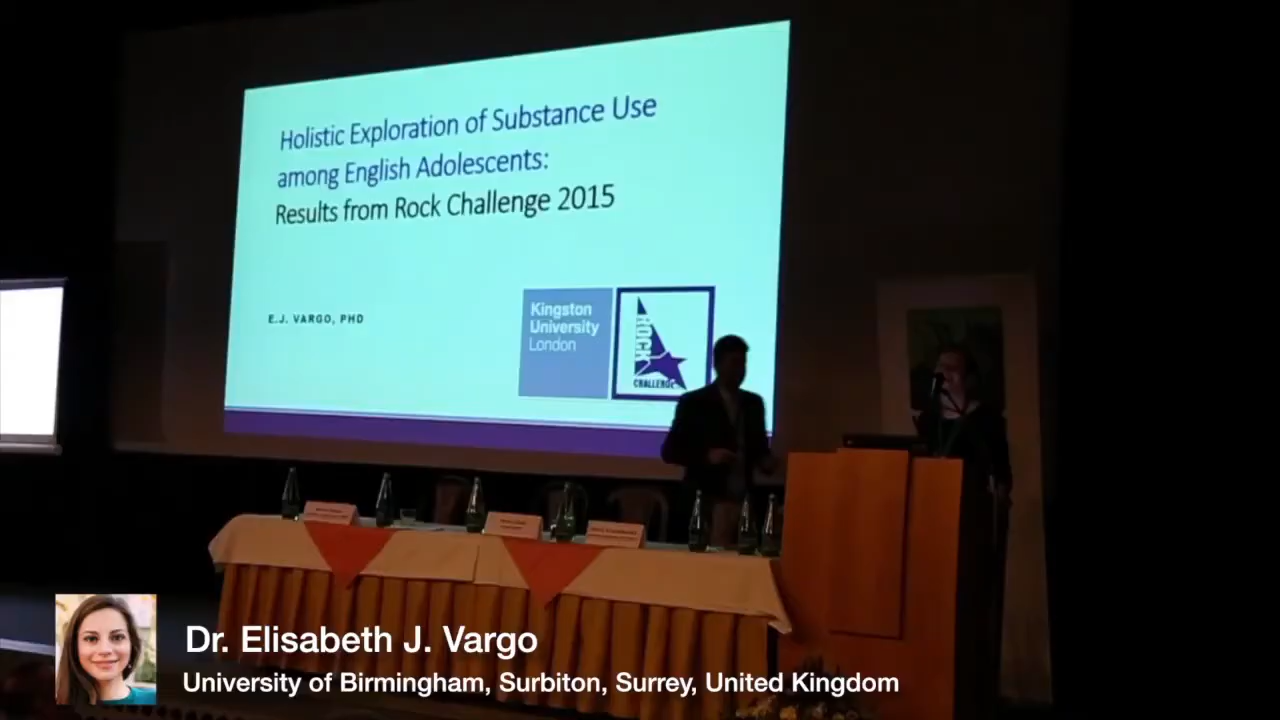 Holistic Exploration of Substance Use
among English Adolescents:
Results from Rock Challenge 2015
E.J. VARGO, PHD
Kingston
University
London
ROCK
CHALLENGE
Dr. Elisabeth J. Vargo
University of Birmingham, Surbiton, Surrey, United Kingdom